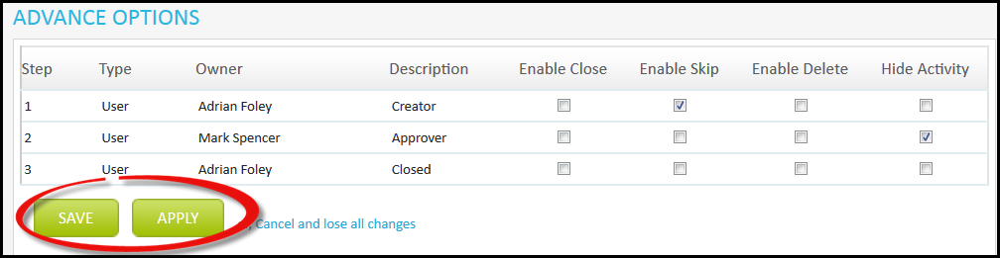 ADVANCE OPTIONS
Step Type Owner Description Enable Close Enable Skip Enable Delete Hide Activity
1 User Adrian Foley Creator
2 User Mark Spencer Approver
3 User Adrian Foley Closed
SAVE APPLY , Cancel and lose all changes